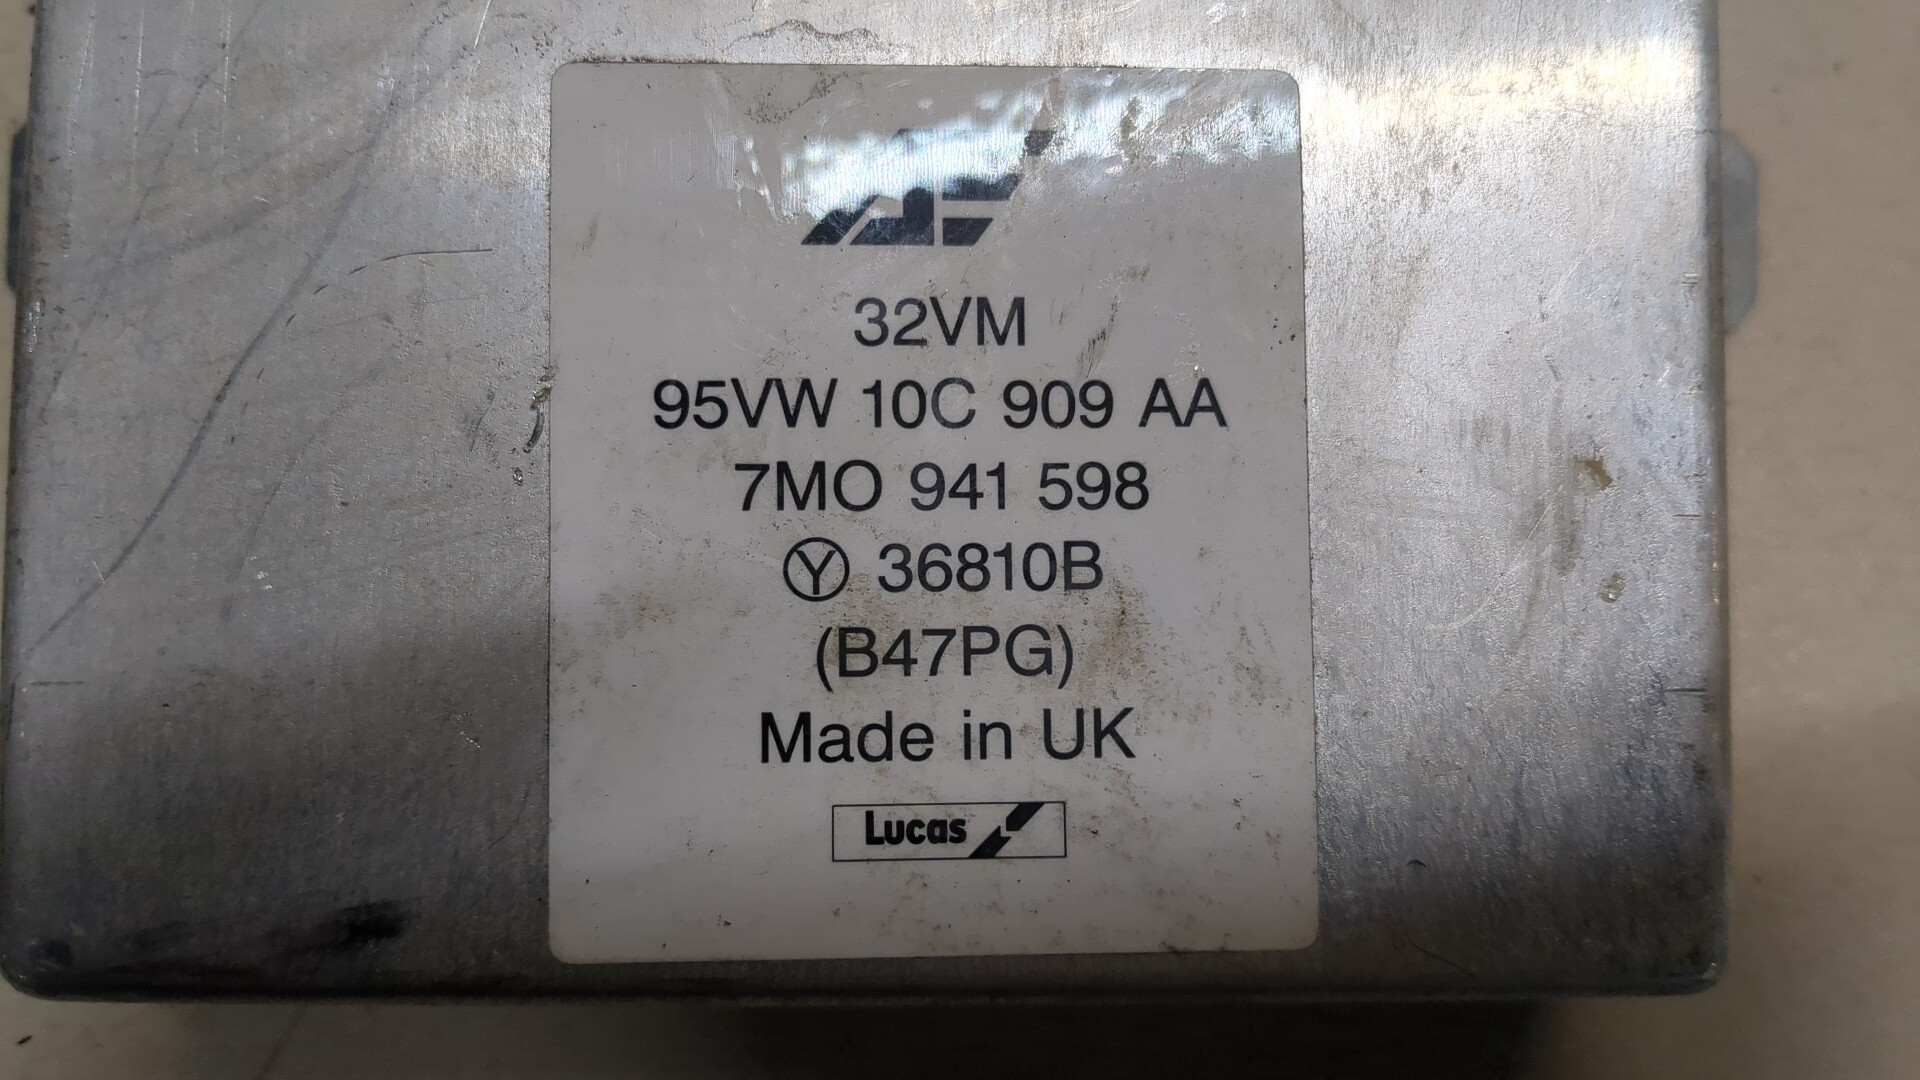 32VM
95VW 10C 909 AA
7MO 941 598
Ⓨ 36810B
(B47PG)
Made in UK
Lucas